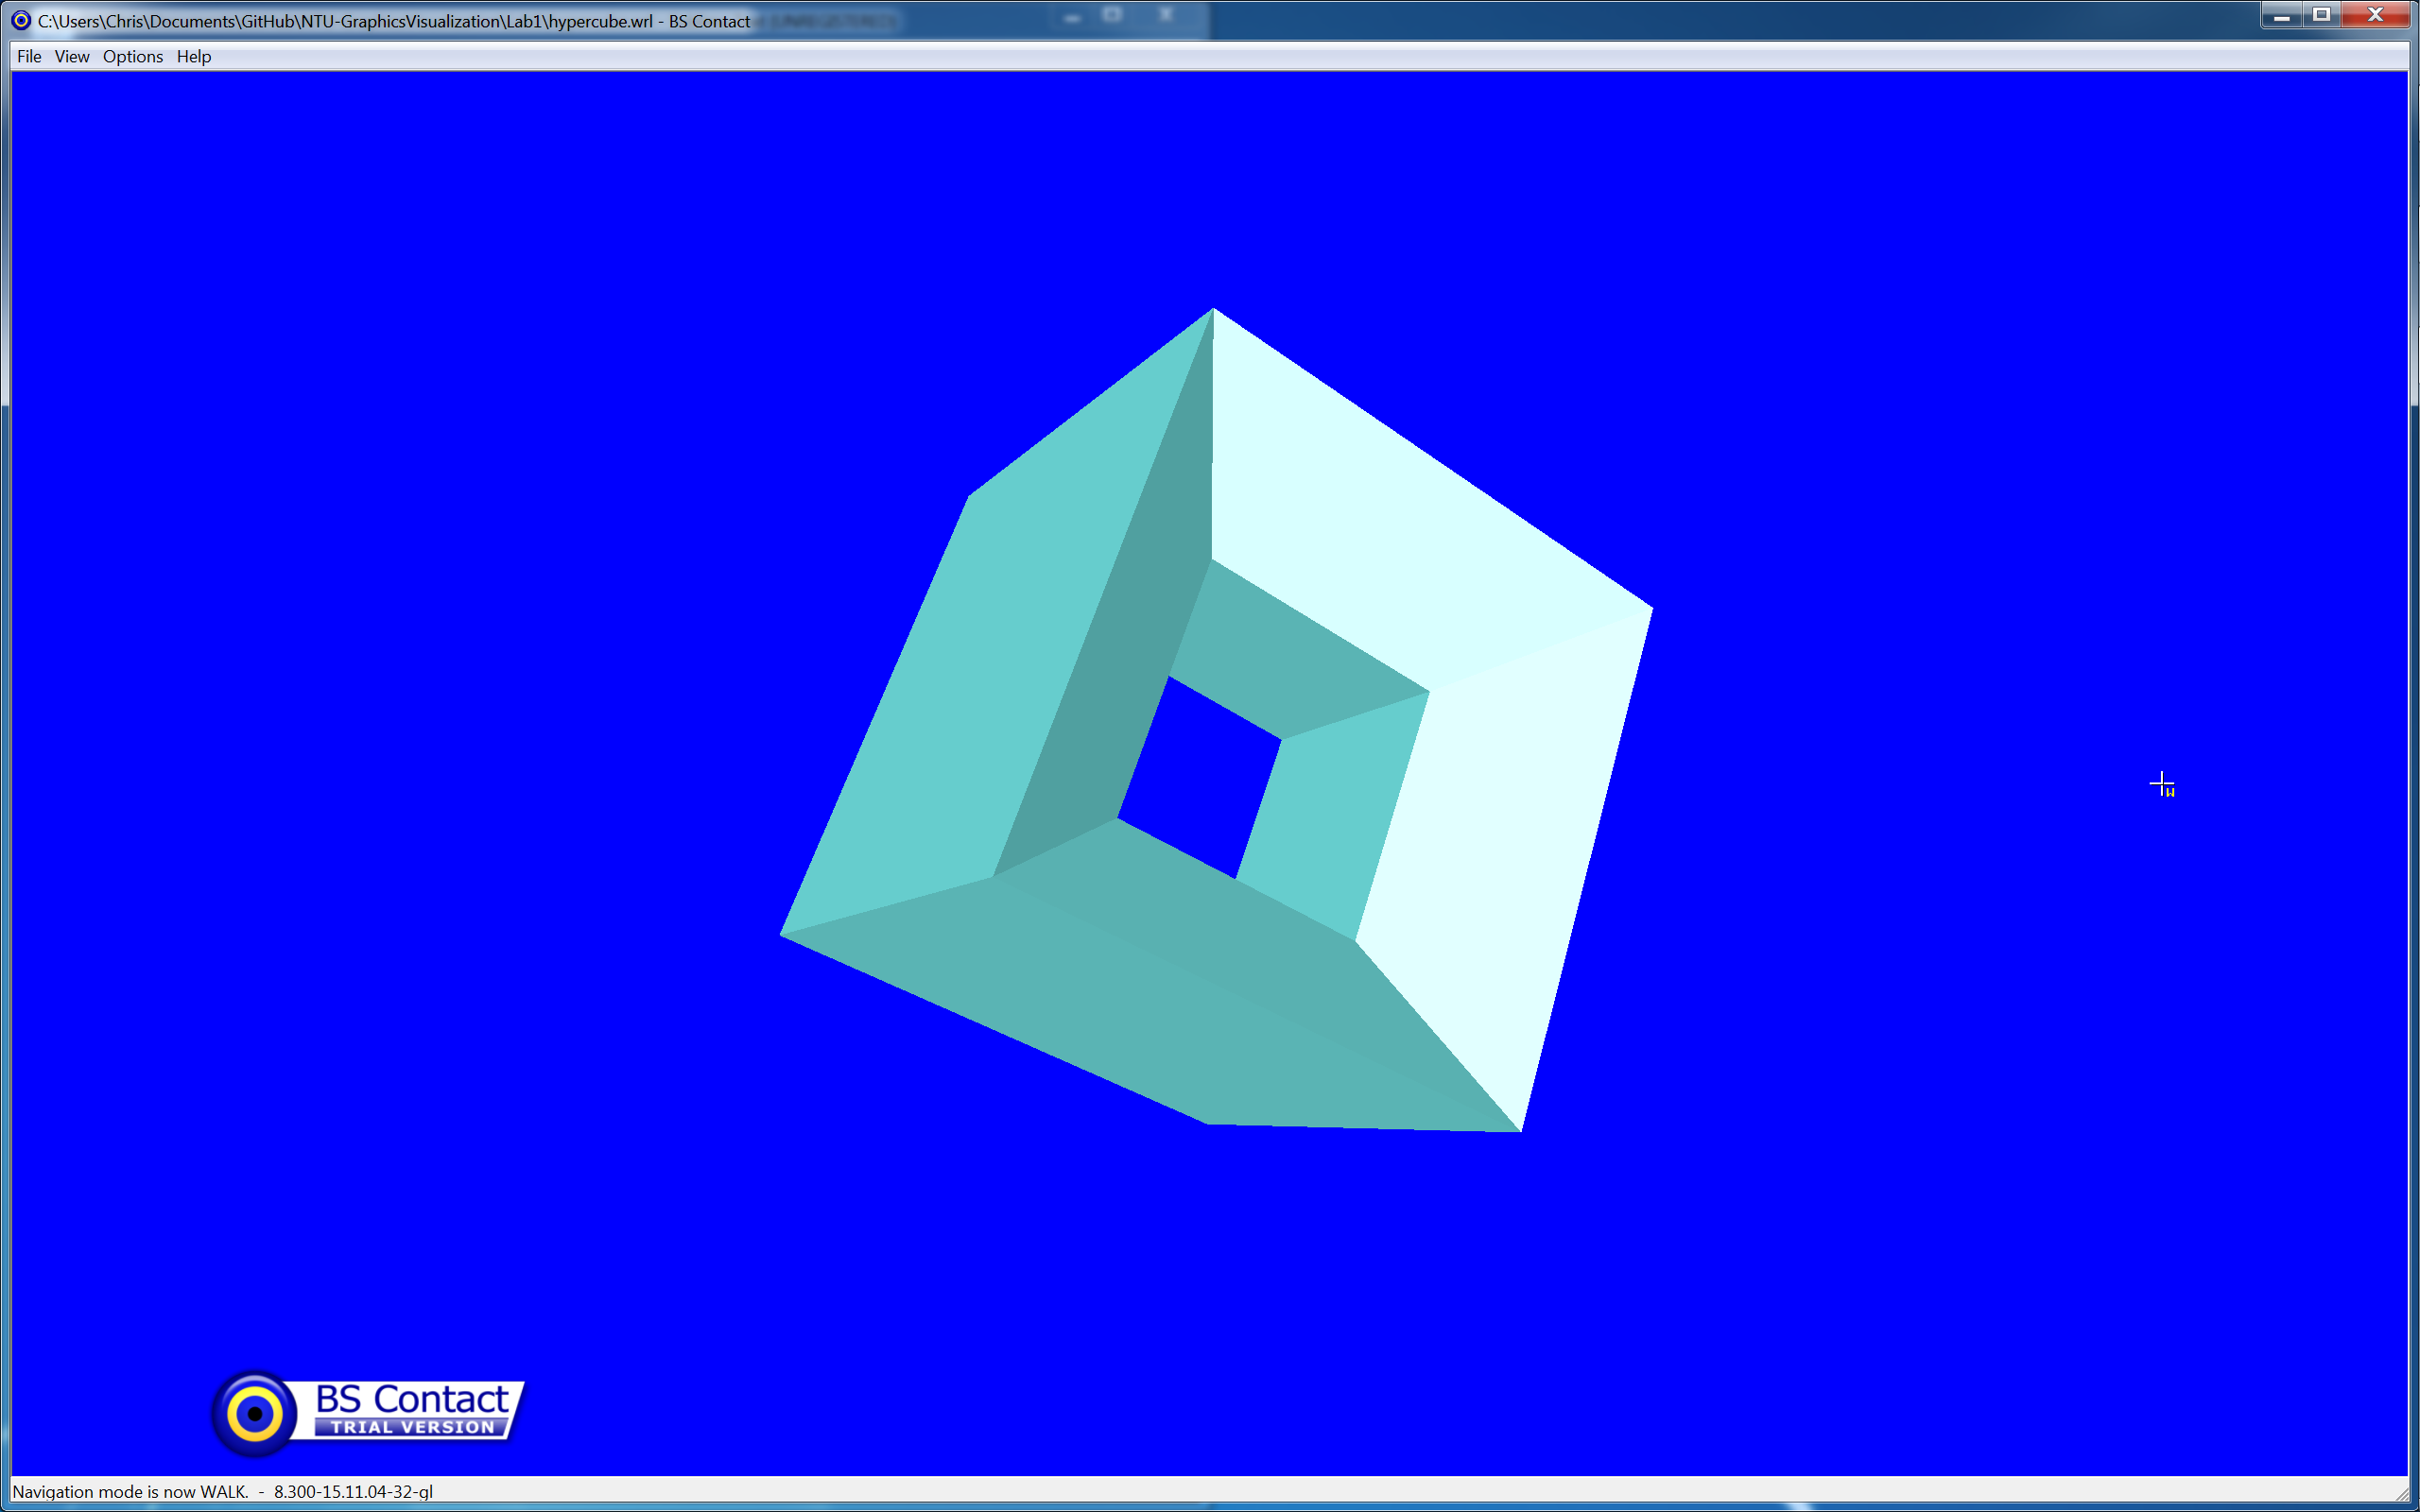 C:\Users\Chris\Documents\GitHub\NTU-GraphicsVisualization\Lab1\hypercube.wrl - BS Contact
File View Options Help
W
BS Contact
TRIAL VERSION
Navigation mode is now WALK. - 8.300-15.11.04-32-gl